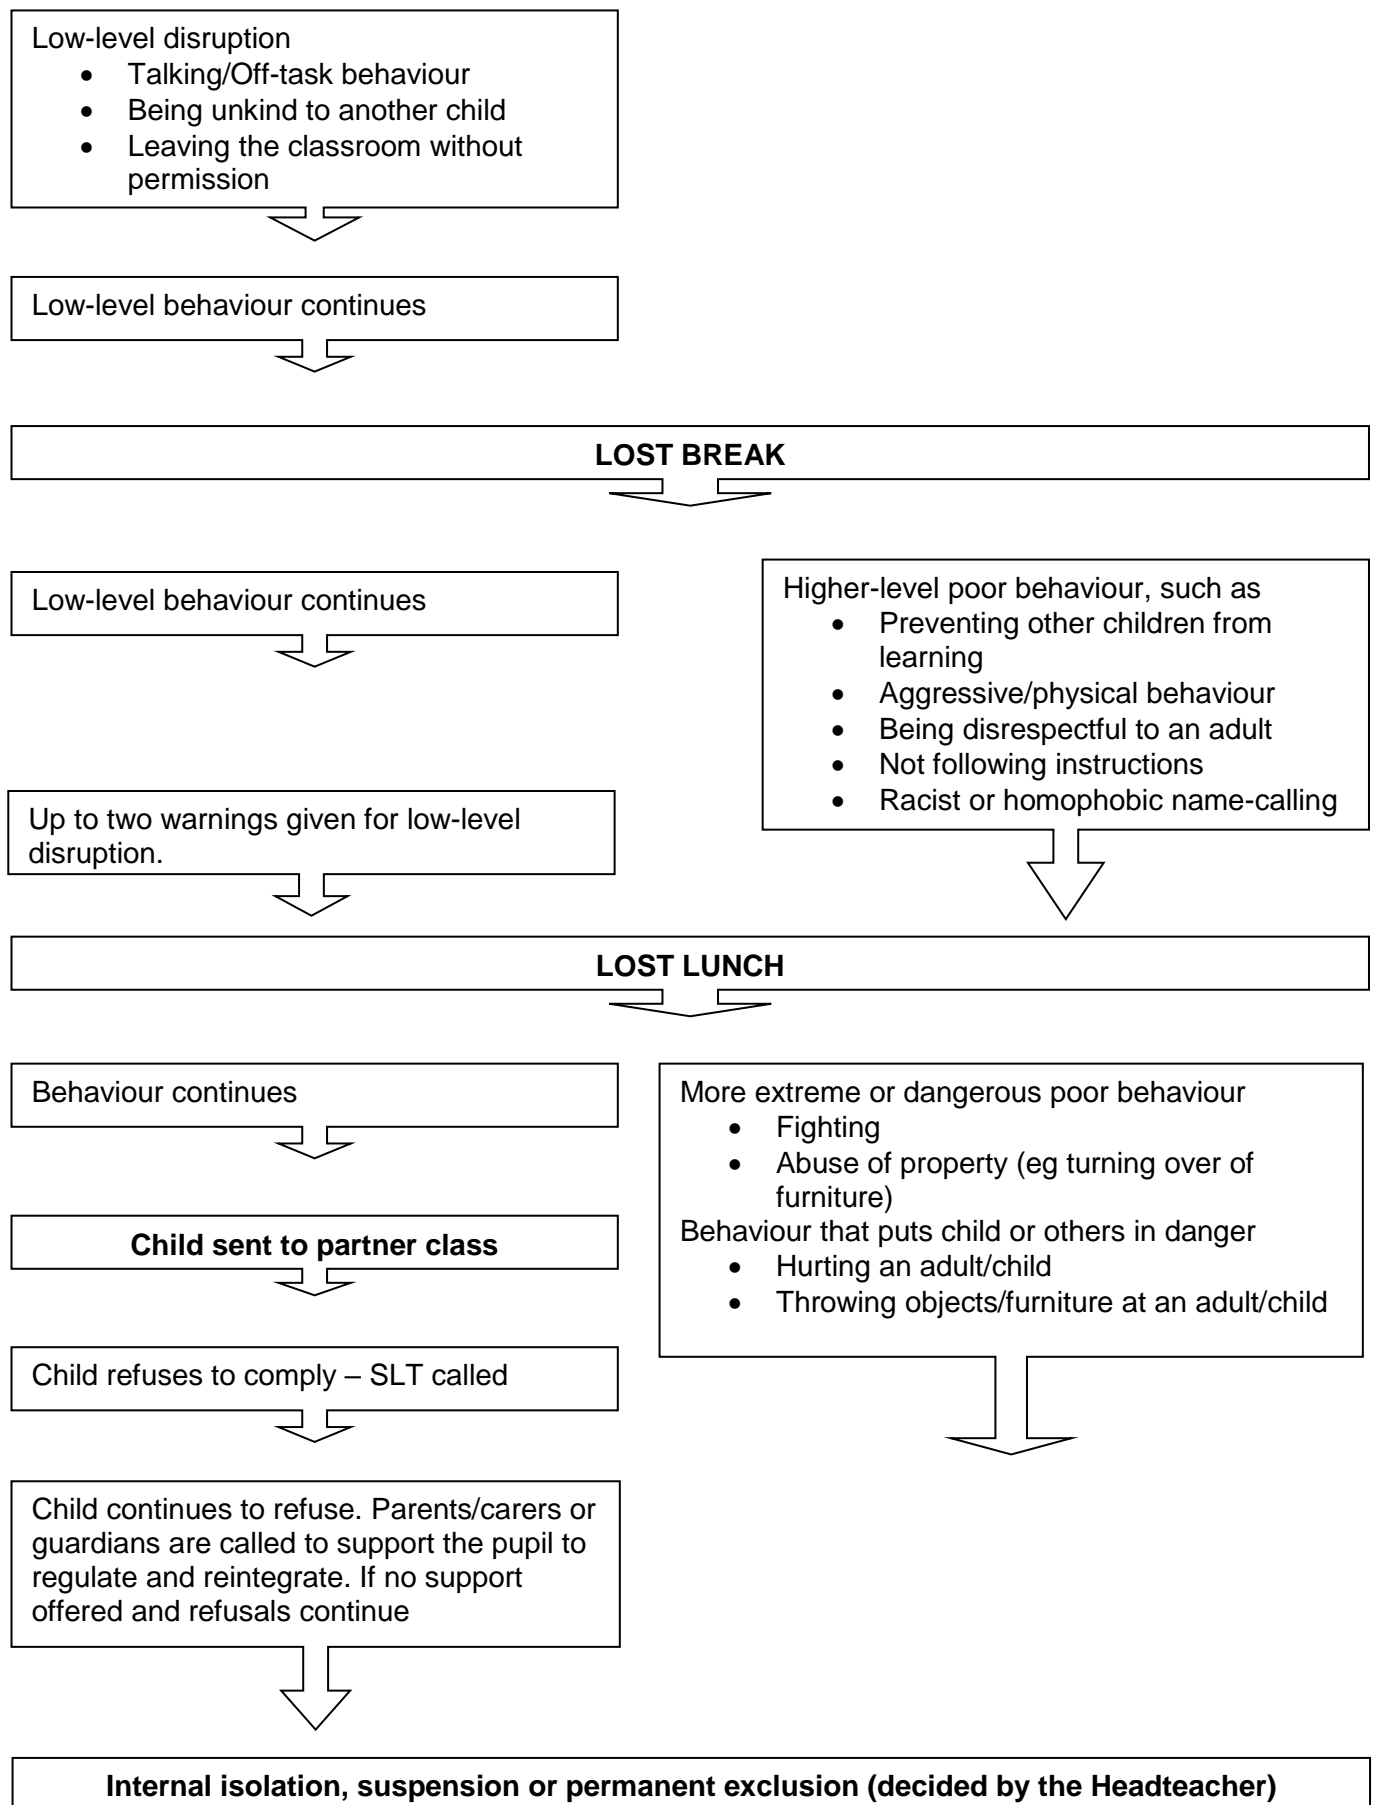 Low-level disruption
• Talking/Off-task behaviour
• Being unkind to another child
• Leaving the classroom without
permission
Low-level behaviour continues
LOST BREAK
Low-level behaviour continues
Up to two warnings given for low-level
disruption.
Higher-level poor behaviour, such as
• Preventing other children from
learning
• Aggressive/physical behaviour
• Being disrespectful to an adult
• Not following instructions
• Racist or homophobic name-calling
LOST LUNCH
Behaviour continues
Child sent to partner class
Child refuses to comply – SLT called
Child continues to refuse. Parents/carers or
guardians are called to support the pupil to
regulate and reintegrate. If no support
offered and refusals continue
More extreme or dangerous poor behaviour
• Fighting
• Abuse of property (eg turning over of
furniture)
Behaviour that puts child or others in danger
• Hurting an adult/child
• Throwing objects/furniture at an adult/child
Internal isolation, suspension or permanent exclusion (decided by the Headteacher)